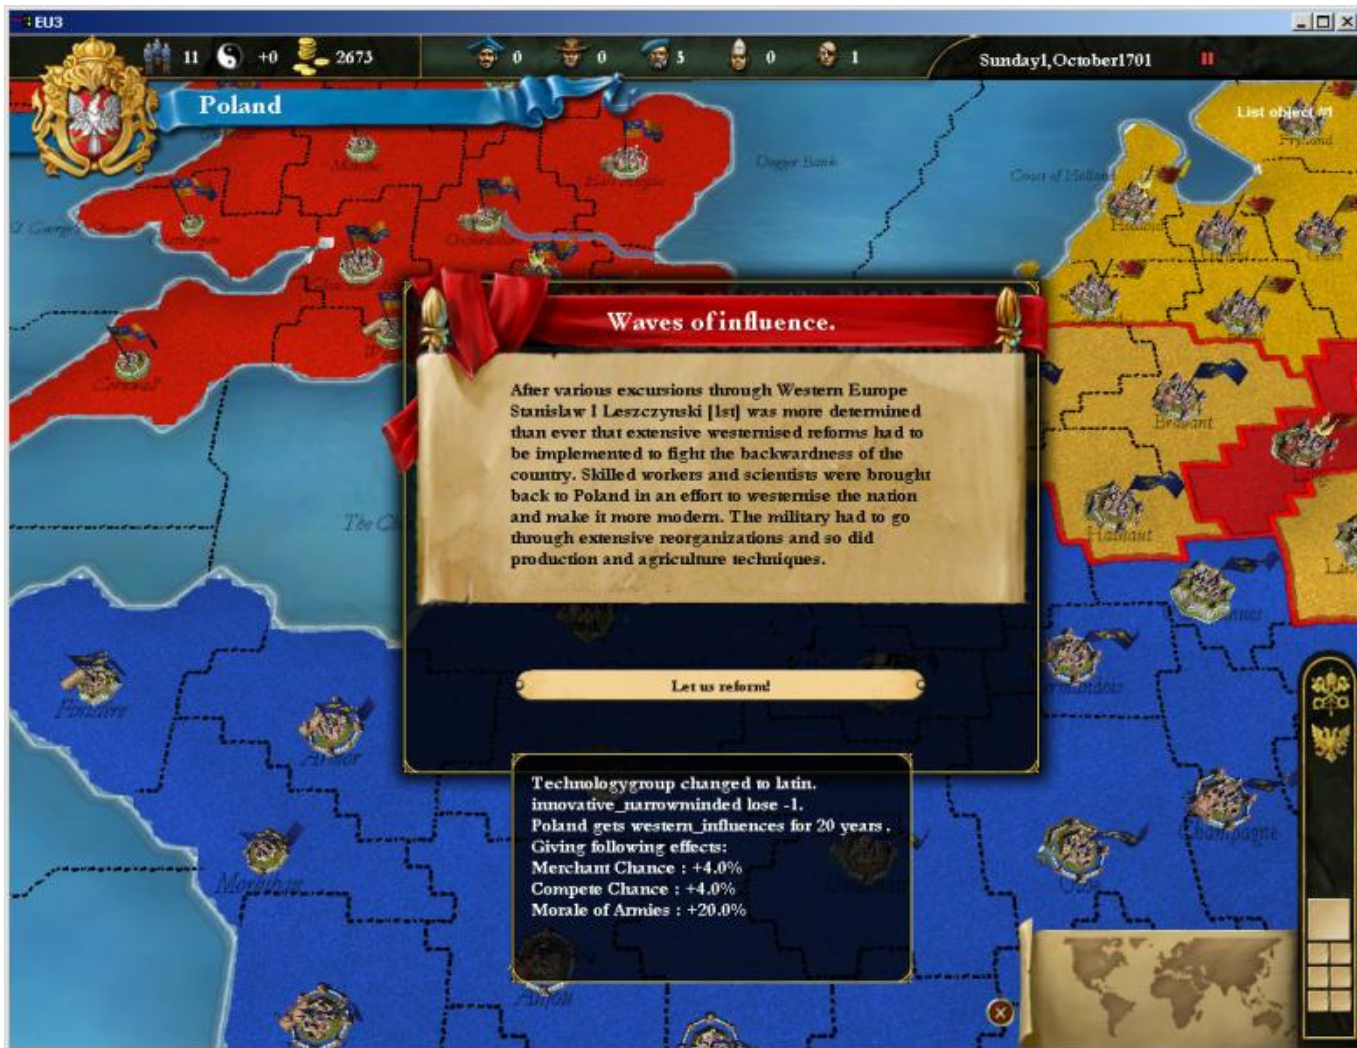 EU3
11 +0 2673 0 0 5 0 1 Sunday1,October1701
Poland
List object #1
Dogger Bank
Cornwall
Waves of influence.
After various excursions through Western Europe
Stanislaw I Leszczynski [1st] was more determined
than ever that extensive westernised reforms had to
be implemented to fight the backwardness of the
country. Skilled workers and scientists were brought
back to Poland in an effort to westernise the nation
and make it more modern. The military had to go
through extensive reorganizations and so did
production and agriculture techniques.
Brabant
Hainaut
Let us reform!
Finistere
Armor
Morbihan
Champagne
Oise
Anjou
Technologygroup changed to latin.
innovative_narrowminded lose -1.
Poland gets western_influences for 20 years .
Giving following effects:
Merchant Chance : +4.0%
Compete Chance : +4.0%
Morale of Armies : +20.0%